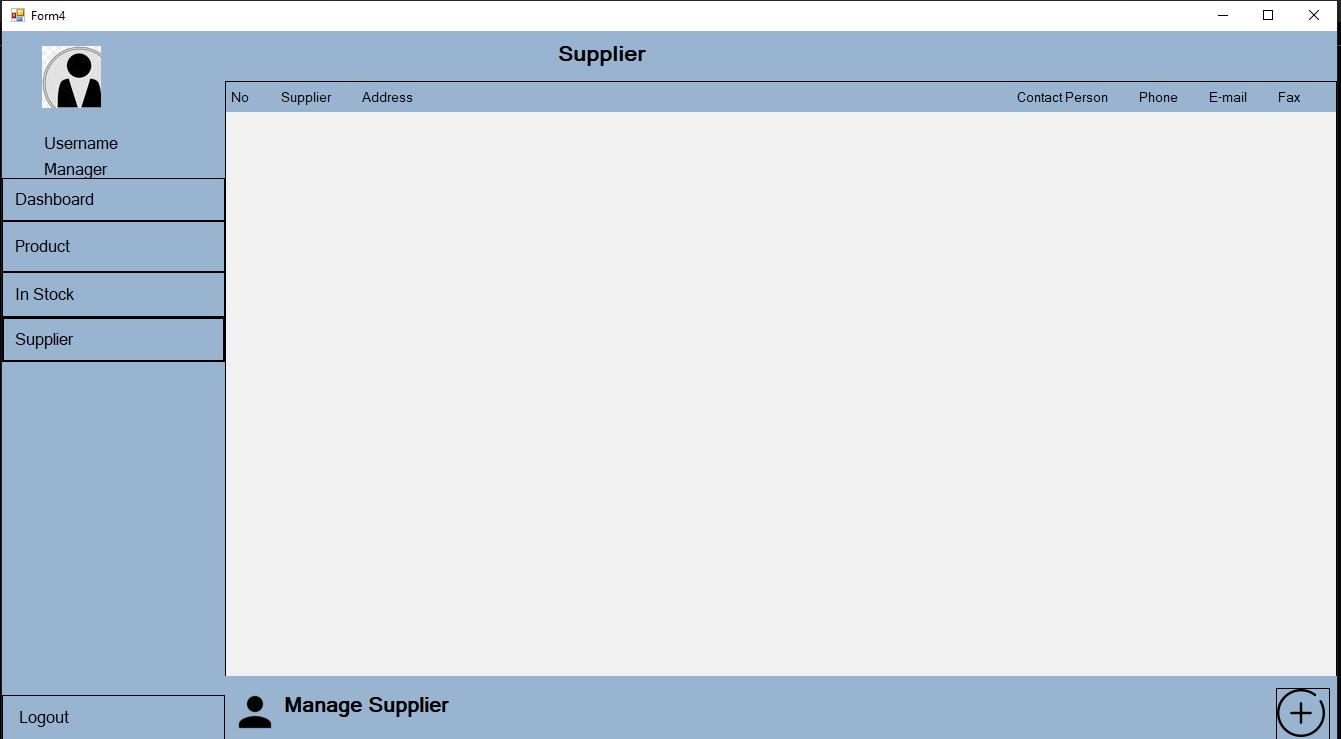 Form4
Supplier
Username
Manager
No Supplier Address Contact Person Phone E-mail Fax
Dashboard
Product
In Stock
Supplier
Logout
Manage Supplier